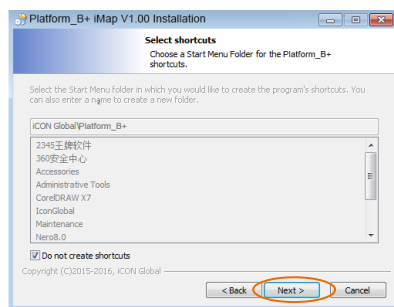 Platform_B+ iMap V1.00 Installation
Select shortcuts
Choose a Start Menu Folder for the Platform_B+
shortcuts.
Select the Start Menu folder in which you would like to create the program's shortcuts. You
can also enter a name to create a new folder.
iCON Global\Platform_B+
2345王牌软件
360安全中心
Accessories
Administrative Tools
CorelDRAW X7
IconGlobal
Maintenance
Nero8.0
Do not create shortcuts
Copyright (C)2015-2016, iCON Global
< Back Next > Cancel